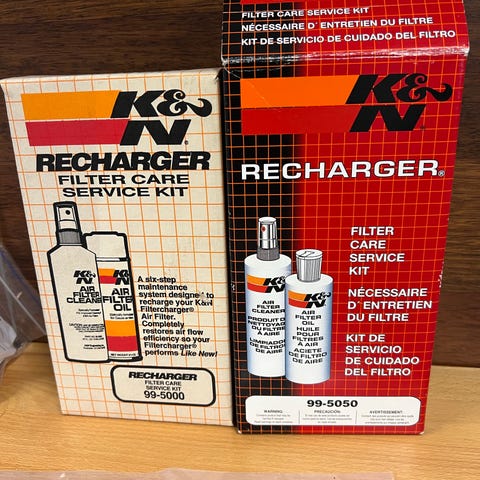 K&N®
RECHARGER
FILTER CARE
SERVICE KIT
K&N
AIR
FILTER
CLEANER
K&N
AIR
FILTER
OIL
A six-step
maintenance
system designed to
recharge your K&N
Filtercharger®
Air Filter.
Completely
restores air flow
efficiency so your
Filtercharger®
performs Like New!
RECHARGER
FILTER CARE
SERVICE KIT
99-5000
FILTER CARE SERVICE KIT
NÉCESSAIRE D´ENTRETIEN DU FILTRE
KIT DE SERVICIO DE CUIDADO DEL FILTRO
K&N®
RECHARGER®
FILTER
CARE
SERVICE
KIT
NÉCESSAIRE
D´ENTRETIEN
DU FILTRE
KIT DE
SERVICIO
DE CUIDADO
DEL FILTRO
K&N
AIR
FILTER
CLEANER
PRODUIT DE
NETTOYAGE
DU FILTRE
À AIR
LIMPIADOR
DE FILTRO
DE AIRE
K&N
AIR
FILTER
OIL
HUILE
POUR
FILTRES
À AIR
ACIETE
DE FILTRO
DE AIRE
99-5050
WARNING:
PRECAUCIÓN:
AVERTISSEMENT: